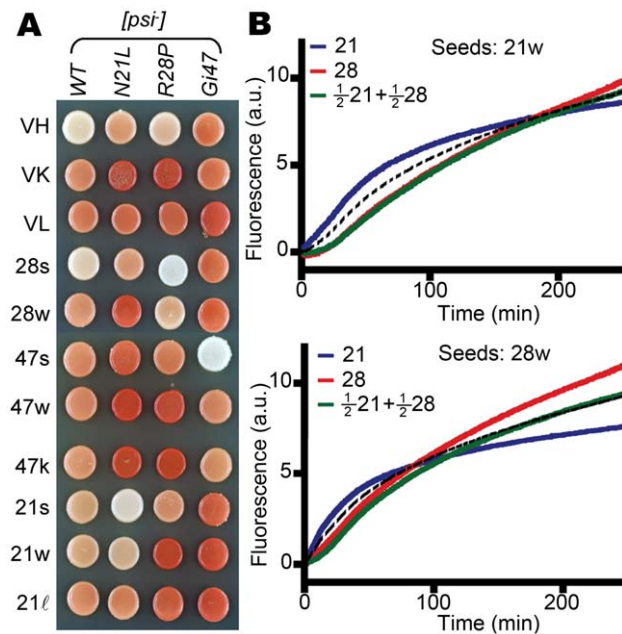 A
[psi-]
WT N21L R28P Gi47
VH
VK
VL
28s
28w
47s
47w
47k
21s
21w
21ℓ
B
21
28
½21+½28
Seeds: 21w
Fluorescence (a.u.)
10
5
0
0 100 200
Time (min)
21
28
½21+½28
Seeds: 28w
Fluorescence (a.u.)
10
5
0
0 100 200
Time (min)